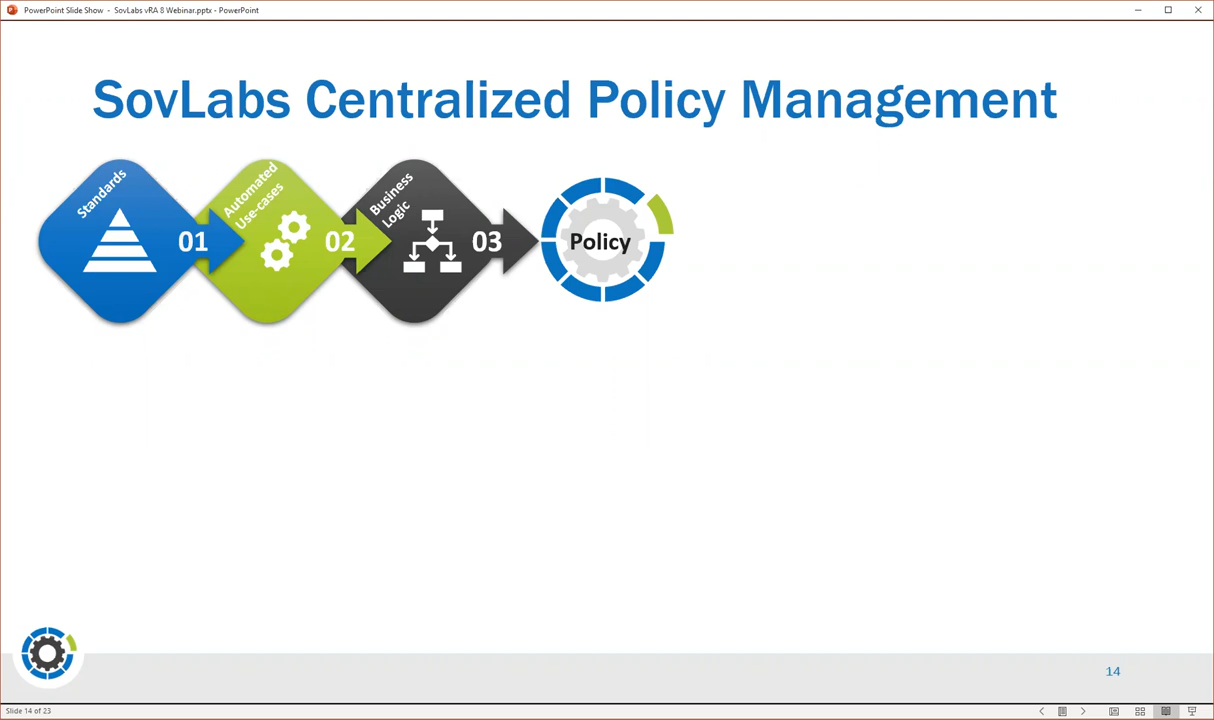 PowerPoint Slide Show - SovLabs vRA 8 Webinar.pptx - PowerPoint
SovLabs Centralized Policy Management
Standards
01
Automated
Use-cases
02
Business
Logic
03
Policy
14
Slide 14 of 23